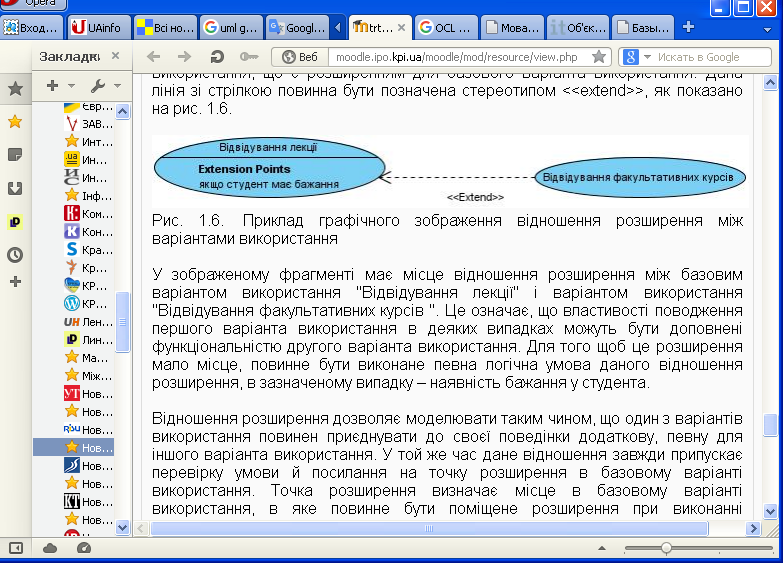 Opera
Вход...
UAinfo
Всі но...
uml g...
Googl...
trt...
OCL ...
Мова...
Об'єк...
Базы...
Закладки
Веб
moodle.ipo.kpi.ua/moodle/mod/resource/view.php
Искать в Google
використання, що є розширенням для базового варіанта використання. Дана
лінія зі стрілкою повинна бути позначена стереотипом <<extend>>, як показано
на рис. 1.6.
Відвідування лекції
Extension Points
якщо студент має бажання
Відвідування факультативних курсів
<<Extend>>
Рис. 1.6. Приклад графічного зображення відношення розширення між
варіантами використання
У зображеному фрагменті має місце відношення розширення між базовим
варіантом використання "Відвідування лекції" і варіантом використання
"Відвідування факультативних курсів ". Це означає, що властивості поводження
першого варіанта використання в деяких випадках можуть бути доповнені
функціональністю другого варіанта використання. Для того щоб це розширення
мало місце, повинне бути виконане певна логічна умова даного відношення
розширення, в зазначеному випадку – наявність бажання у студента.
Відношення розширення дозволяє моделювати таким чином, що один з варіантів
використання повинен приєднувати до своєї поведінки додаткову, певну для
іншого варіанта використання. У той же час дане відношення завжди припускає
перевірку умови й посилання на точку розширення в базовому варіанті
використання. Точка розширення визначає місце в базовому варіанті
використання, в яке повинне бути поміщене розширення при виконанні
Євр...
ЗАВ...
Инт...
Ин...
Ин...
Інф...
Ком...
Кон...
Кра...
Кр...
КР...
КР...
Лен...
Лин...
Ма...
Між...
Нов...
Нов...
Нов...
Нов...
Нов...
Нов...
Нов...
Нов...